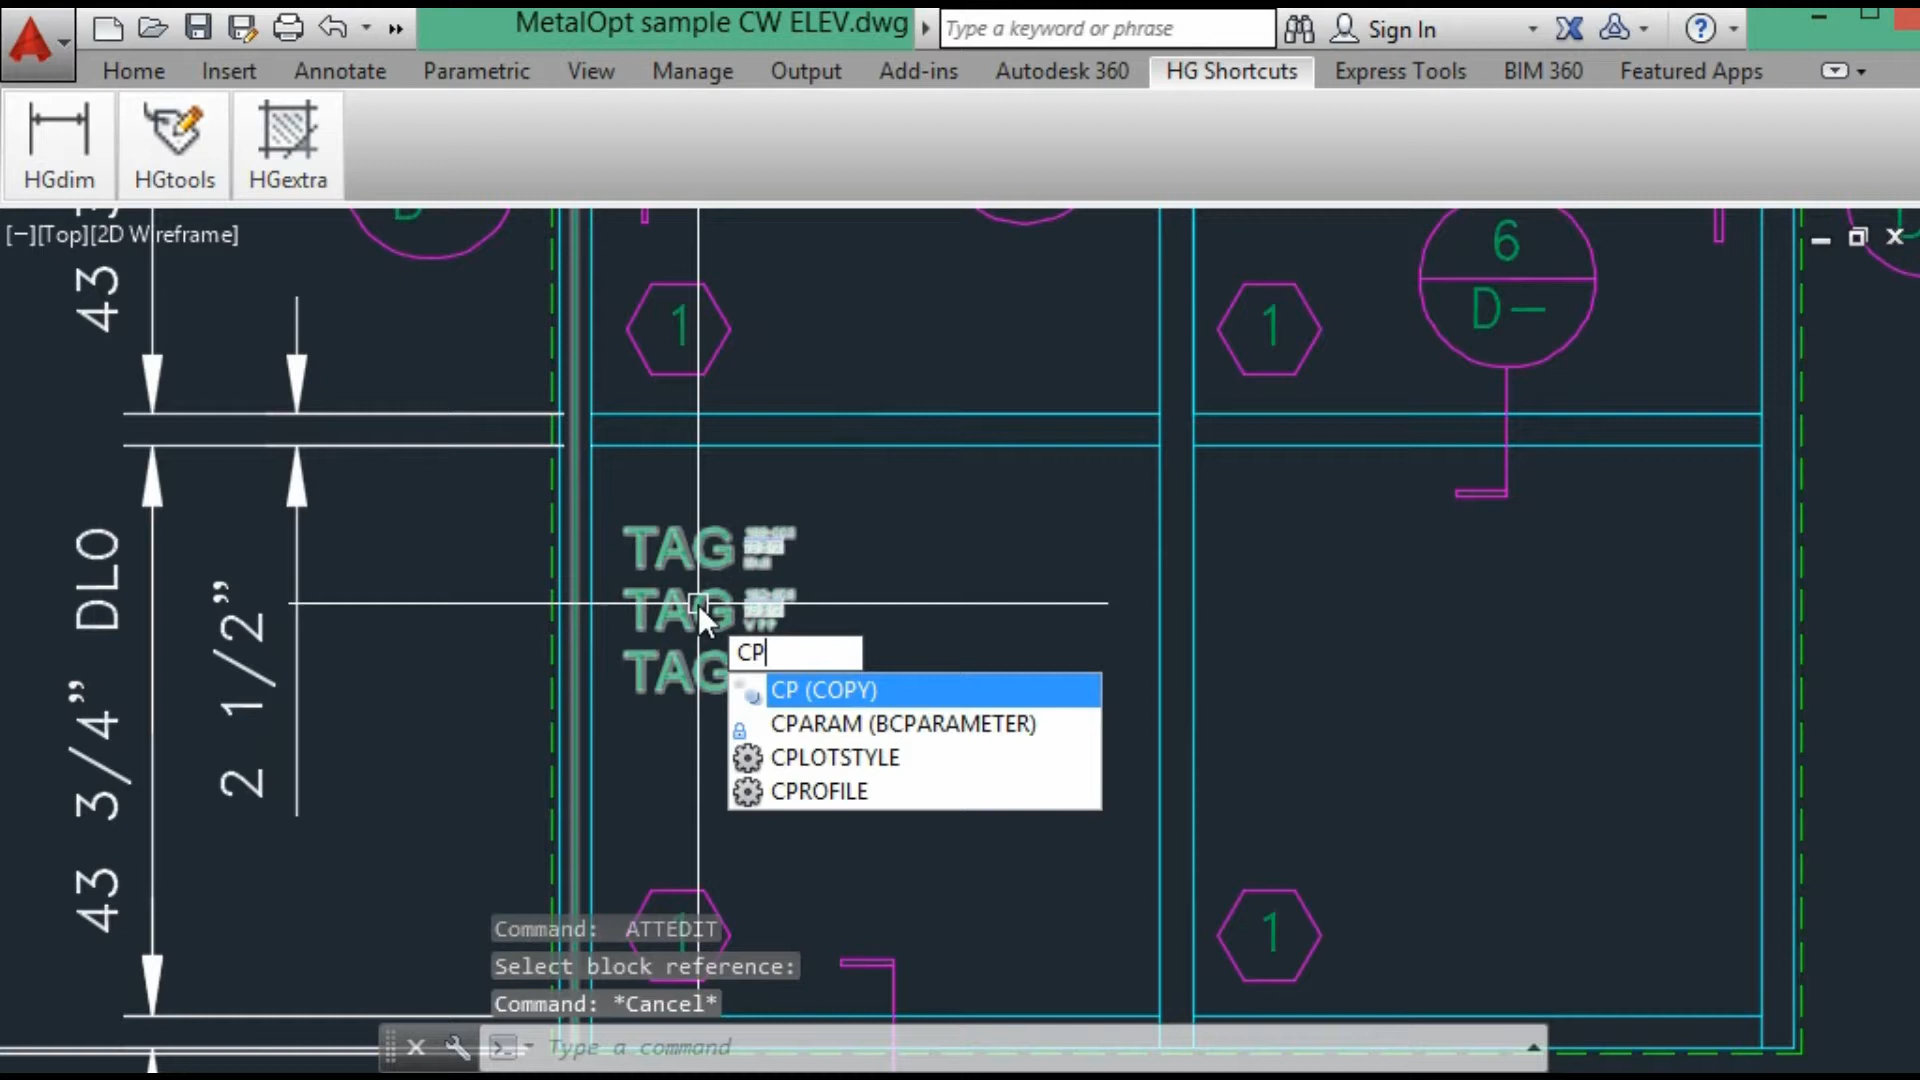 MetalOpt sample CW ELEV.dwg
Type a keyword or phrase
Sign In
Home Insert Annotate Parametric View Manage Output Add-ins Autodesk 360 HG Shortcuts Express Tools BIM 360 Featured Apps
HGdim HGtools HGextra
[−][Top][2D Wireframe]
D
43
6
D−
1
1
TAG
TAG
TAG
CP
CP (COPY)
CPARAM (BCPARAMETER)
CPLOTSTYLE
CPROFILE
43 3/4" DLO
2 1/2"
1
1
Command: ATTEDIT
Select block reference:
Command: *Cancel*
Type a command